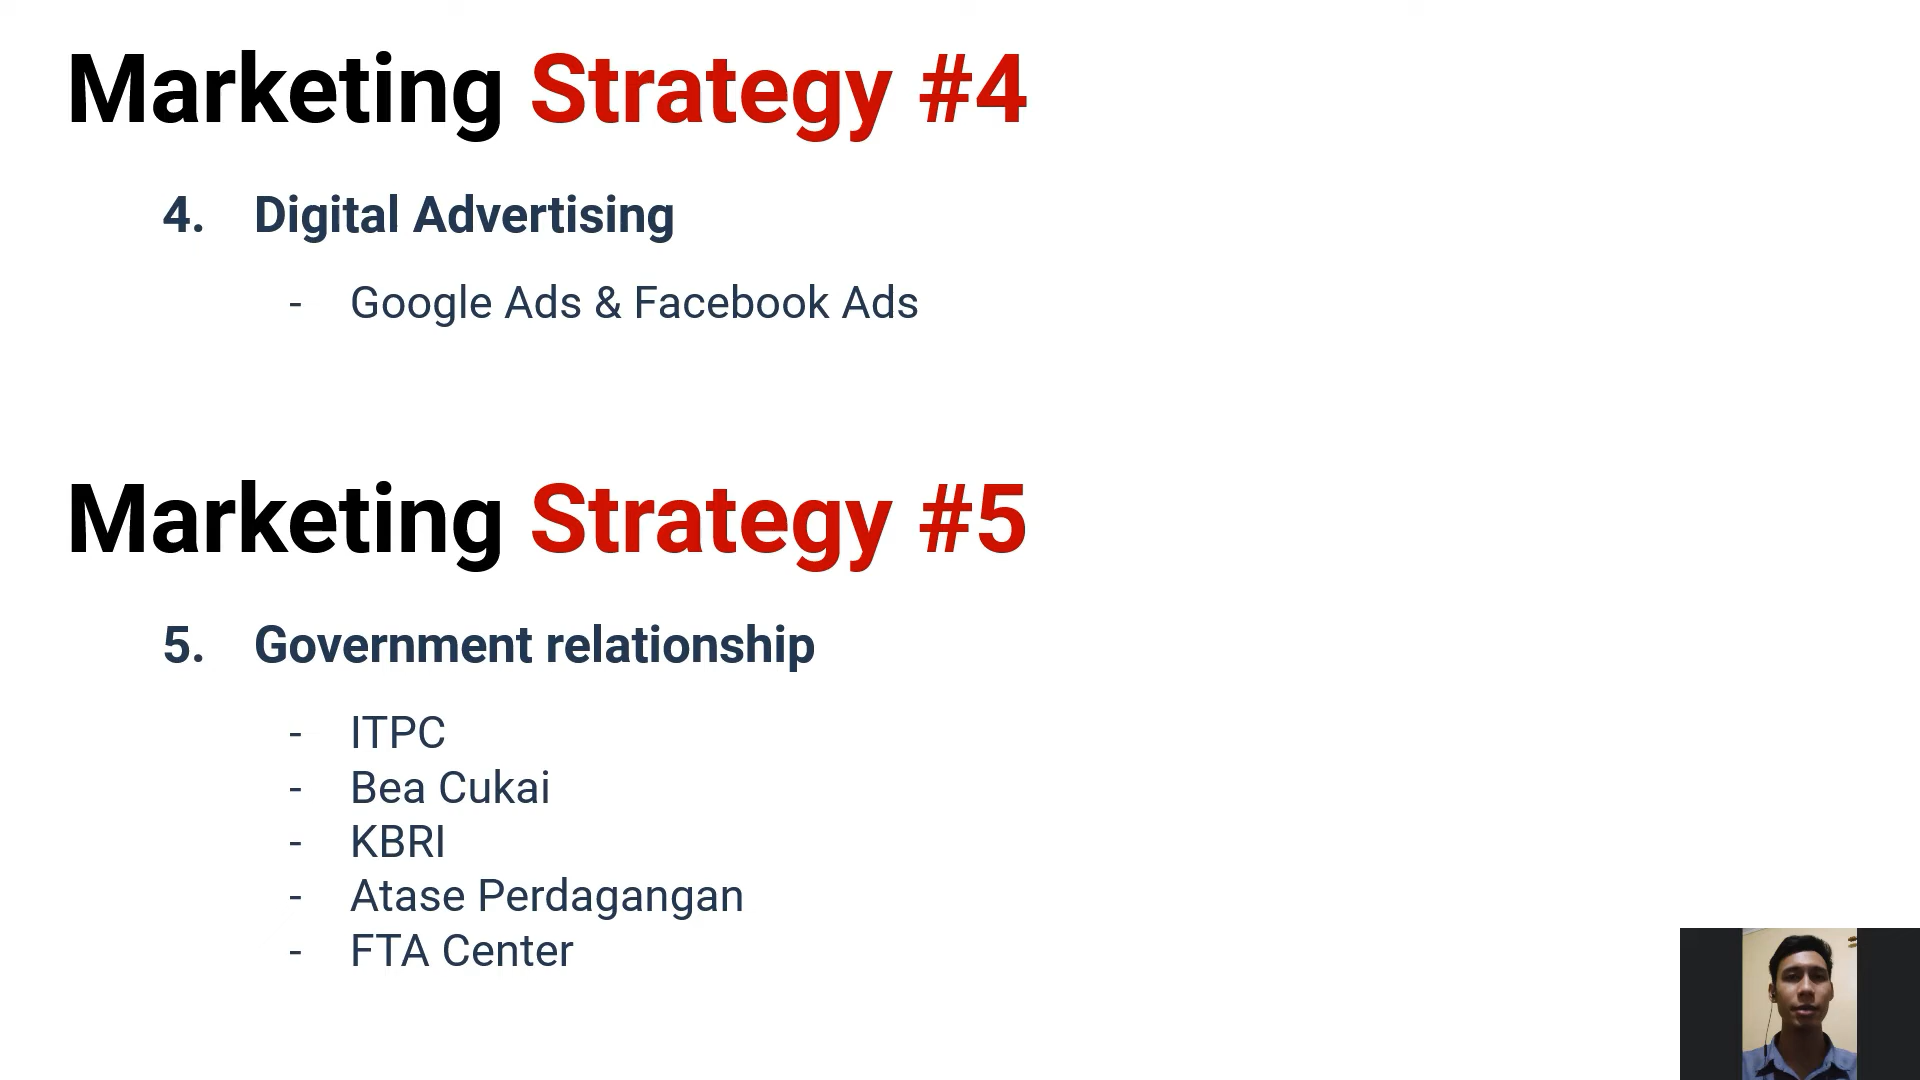 Marketing Strategy #4
4. Digital Advertising
- Google Ads & Facebook Ads
Marketing Strategy #5
5. Government relationship
- ITPC
- Bea Cukai
- KBRI
- Atase Perdagangan
- FTA Center